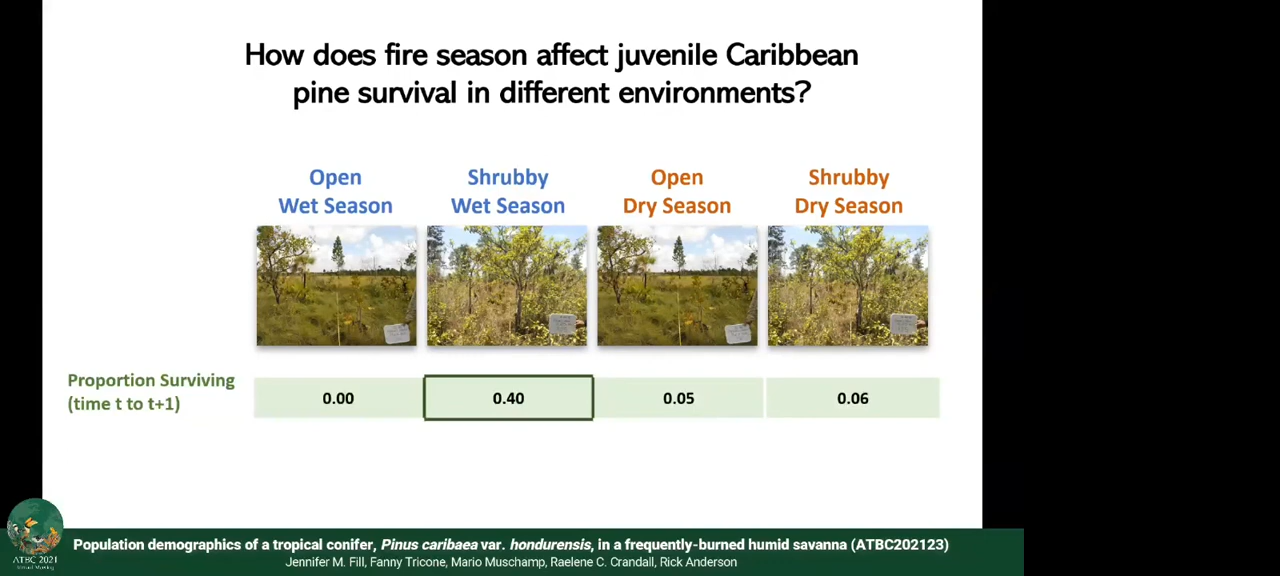 How does fire season affect juvenile Caribbean
pine survival in different environments?
Open
Wet Season
Shrubby
Wet Season
Open
Dry Season
Shrubby
Dry Season
Proportion Surviving
(time t to t+1)
0.00
0.40
0.05
0.06
ATBC 2021
Population demographics of a tropical conifer, Pinus caribaea var. hondurensis, in a frequently-burned humid savanna (ATBC202123)
Jennifer M. Fill, Fanny Tricone, Mario Muschamp, Raelene C. Crandall, Rick Anderson